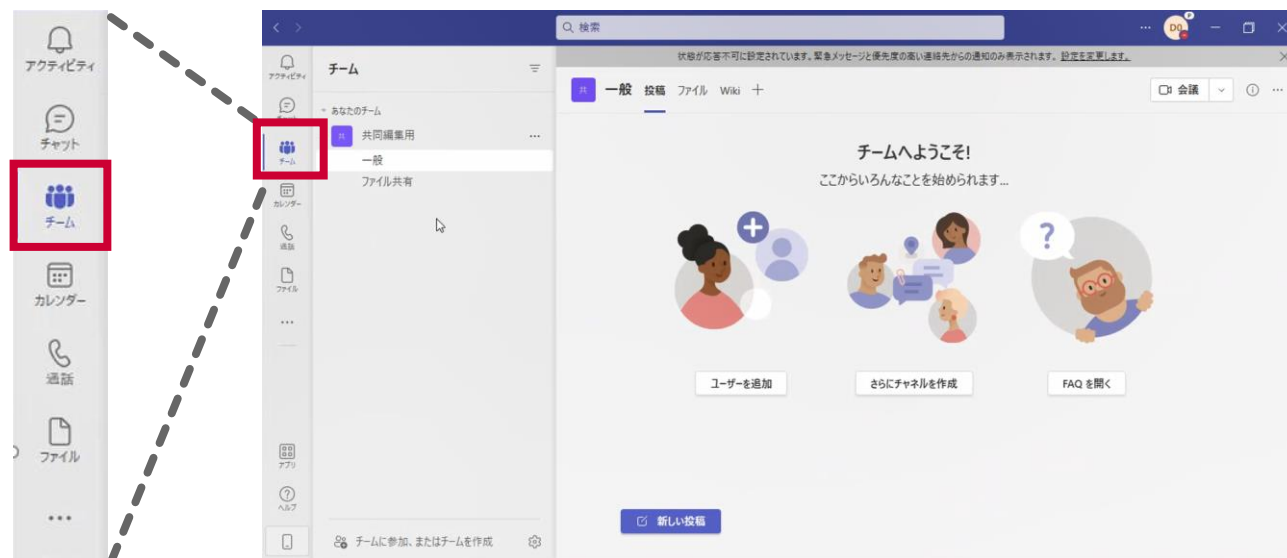 アクティビティ
チャット
チーム
カレンダー
通話
ファイル
検索
DO
P
状態が応答不可に設定されています。緊急メッセージと優先度の高い連絡先からの通知のみ表示されます。設定を変更します。
アクティビティ
チャット
チーム
カレンダー
通話
ファイル
アプリ
ヘルプ
チーム
あなたのチーム
共 共同編集用
一般
ファイル共有
チームに参加、またはチームを作成
共 一般 投稿 ファイル Wiki
会議
チームへようこそ!
ここからいろんなことを始められます...
ユーザーを追加 さらにチャネルを作成 FAQ を開く
新しい投稿